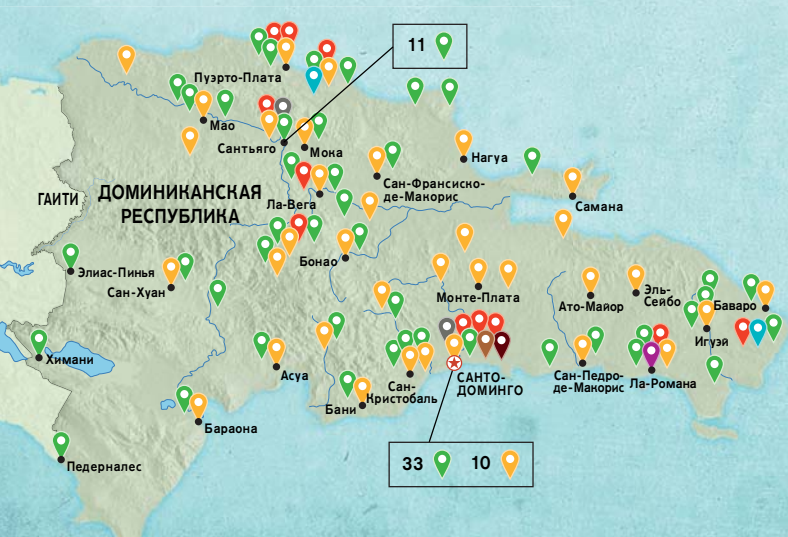 11
Пуэрто-Плата
Мао
Сантьяго
Мока
Нагуа
Сан-Франсиско-
де-Макорис
ГАИТИ
ДОМИНИКАНСКАЯ
РЕСПУБЛИКА
Ла-Вега
Самана
Бонао
Элиас-Пинья
Сан-Хуан
Монте-Плата
Ато-Майор
Эль-
Сейбо
Баваро
Игуэй
Химани
Асуа
Сан-
Кристобаль
САНТО-
ДОМИНГО
Сан-Педро-
де-Макорис
Ла-Романа
Бани
Бараона
Педерналес
33 10